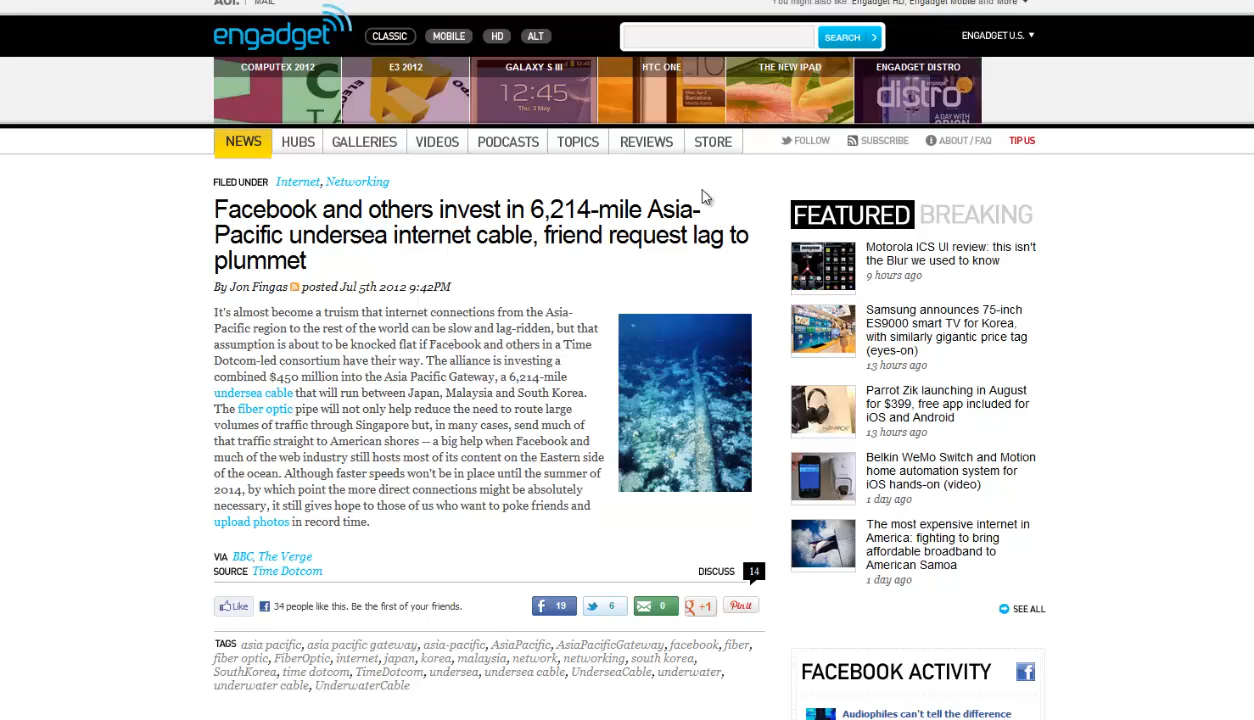 Aol. MAIL
You might also like: Engadget HD, Engadget Mobile and More
engadget
CLASSIC MOBILE HD ALT
SEARCH
ENGADGET U.S.
COMPUTEX 2012 E3 2012 GALAXY S III HTC ONE THE NEW IPAD ENGADGET DISTRO
12:45
Thu, 3 May
distro
A DAY WITH
NEWS HUBS GALLERIES VIDEOS PODCASTS TOPICS REVIEWS STORE FOLLOW SUBSCRIBE ABOUT / FAQ TIP US
FILED UNDER Internet, Networking
Facebook and others invest in 6,214-mile Asia-
Pacific undersea internet cable, friend request lag to
plummet
By Jon Fingas posted Jul 5th 2012 9:42PM
It's almost become a truism that internet connections from the Asia-
Pacific region to the rest of the world can be slow and lag-ridden, but that
assumption is about to be knocked flat if Facebook and others in a Time
Dotcom-led consortium have their way. The alliance is investing a
combined $450 million into the Asia Pacific Gateway, a 6,214-mile
undersea cable that will run between Japan, Malaysia and South Korea.
The fiber optic pipe will not only help reduce the need to route large
volumes of traffic through Singapore but, in many cases, send much of
that traffic straight to American shores -- a big help when Facebook and
much of the web industry still hosts most of its content on the Eastern side
of the ocean. Although faster speeds won't be in place until the summer of
2014, by which point the more direct connections might be absolutely
necessary, it still gives hope to those of us who want to poke friends and
upload photos in record time.
VIA BBC, The Verge
SOURCE Time Dotcom
DISCUSS 14
Like 34 people like this. Be the first of your friends.
19 6 0 +1 Pin it
TAGS asia pacific, asia pacific gateway, asia-pacific, AsiaPacific, AsiaPacificGateway, facebook, fiber,
fiber optic, FiberOptic, internet, japan, korea, malaysia, network, networking, south korea,
SouthKorea, time dotcom, TimeDotcom, undersea, undersea cable, UnderseaCable, underwater,
underwater cable, UnderwaterCable
FEATURED BREAKING
Motorola ICS UI review: this isn't
the Blur we used to know
9 hours ago
Samsung announces 75-inch
ES9000 smart TV for Korea,
with similarly gigantic price tag
(eyes-on)
13 hours ago
Parrot Zik launching in August
for $399, free app included for
iOS and Android
13 hours ago
Belkin WeMo Switch and Motion
home automation system for
iOS hands-on (video)
1 day ago
The most expensive internet in
America: fighting to bring
affordable broadband to
American Samoa
1 day ago
SEE ALL
FACEBOOK ACTIVITY
Audiophiles can't tell the difference